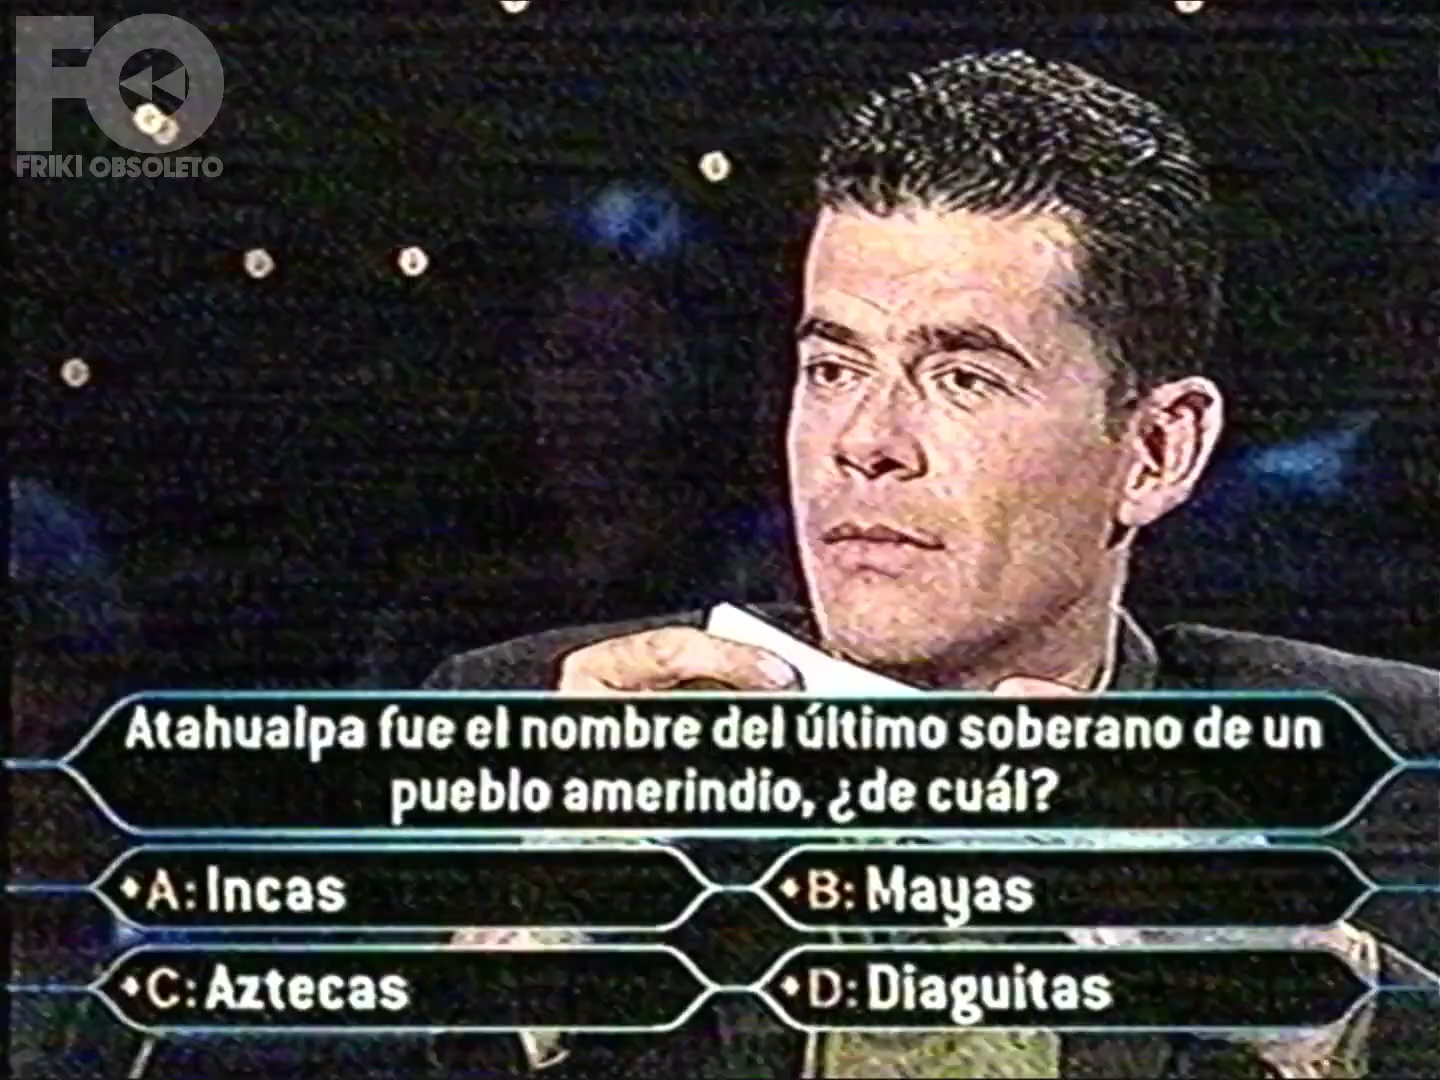 FO
FRIKI OBSOLETO
Atahualpa fue el nombre del último soberano de un
pueblo amerindio, ¿de cuál?
A: Incas
B: Mayas
C: Aztecas
D: Diaguitas